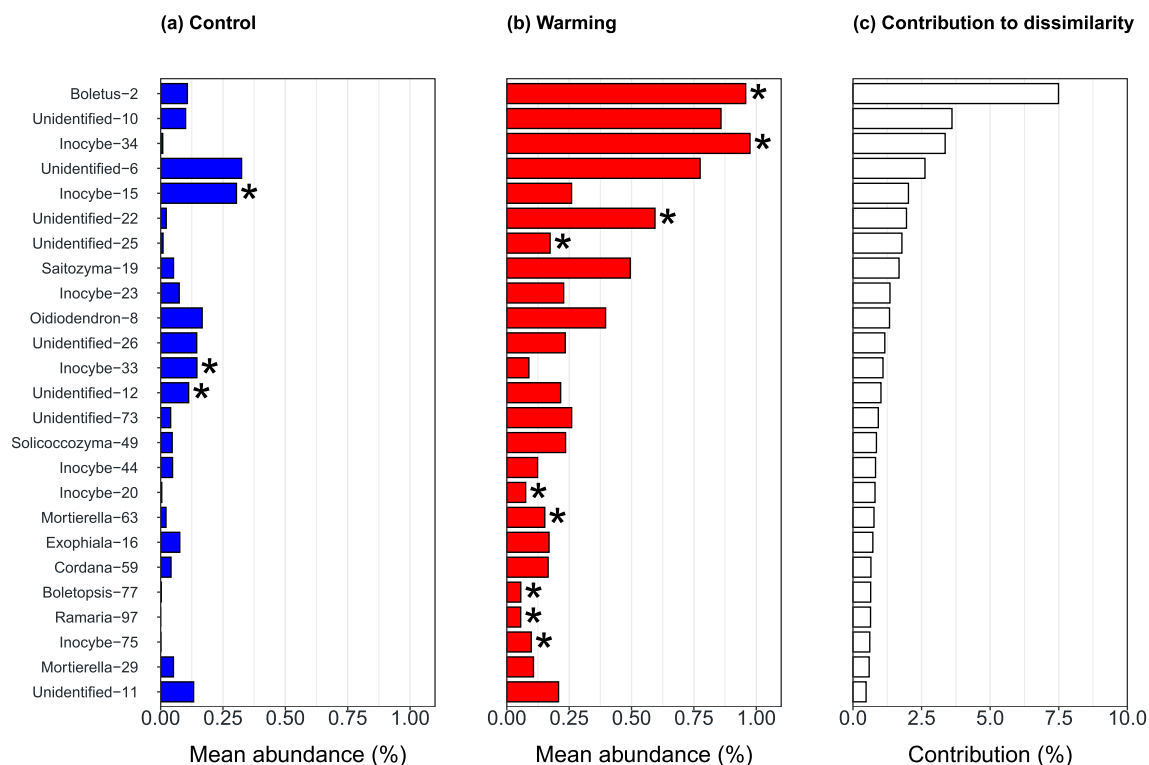 (a) Control (b) Warming (c) Contribution to dissimilarity
Boletus−2 * 
Unidentified−10
Inocybe−34 *
Unidentified−6
Inocybe−15 *
Unidentified−22 *
Unidentified−25 *
Saitozyma−19
Inocybe−23
Oidiodendron−8
Unidentified−26
Inocybe−33 *
Unidentified−12 *
Unidentified−73
Solicoccozyma−49
Inocybe−44
Inocybe−20 *
Mortierella−63 *
Exophiala−16
Cordana−59
Boletopsis−77 *
Ramaria−97 *
Inocybe−75 *
Mortierella−29
Unidentified−11
0.00 0.25 0.50 0.75 1.00 0.00 0.25 0.50 0.75 1.00 0.0 2.5 5.0 7.5 10.0
Mean abundance (%) Mean abundance (%) Contribution (%)